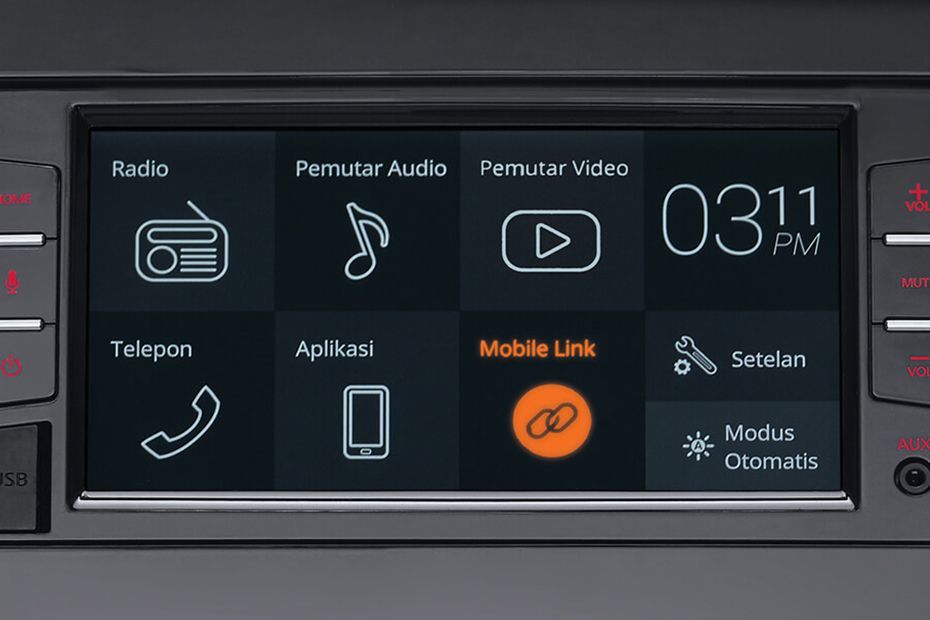 Radio
Pemutar Audio
Pemutar Video
03 11
PM
Telepon
Aplikasi
Mobile Link
Setelan
Modus
Otomatis
A
HOME
USB
+
VOL
MUTE
VOL
AUX